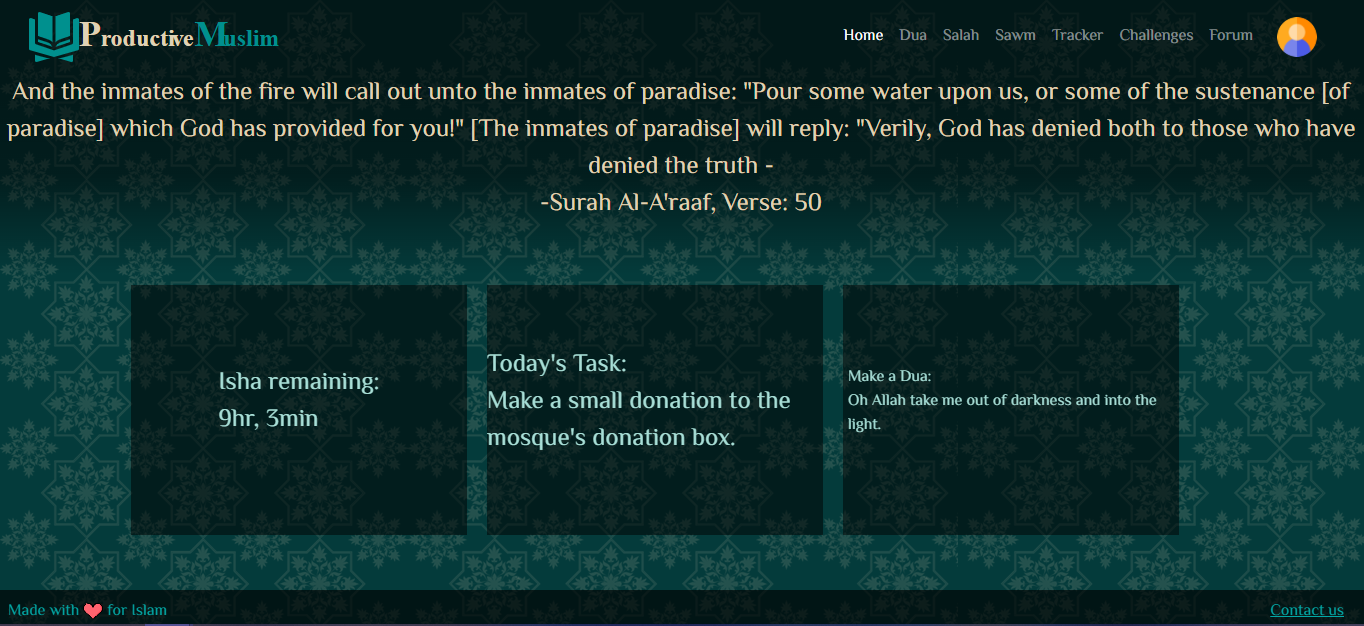 ProductiveMuslim
Home Dua Salah Sawm Tracker Challenges Forum
And the inmates of the fire will call out unto the inmates of paradise: "Pour some water upon us, or some of the sustenance [of
paradise] which God has provided for you!" [The inmates of paradise] will reply: "Verily, God has denied both to those who have
denied the truth -
-Surah Al-A'raaf, Verse: 50
Isha remaining:
9hr, 3min
Today's Task:
Make a small donation to the
mosque's donation box.
Make a Dua:
Oh Allah take me out of darkness and into the
light.
Made with ❤ for Islam
Contact us